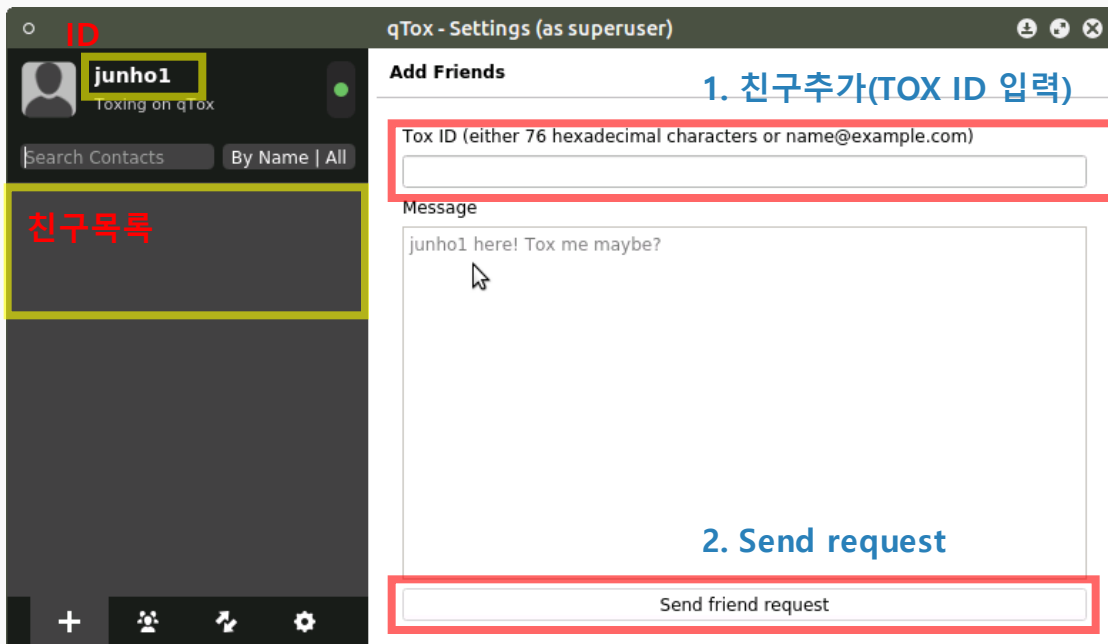 qTox - Settings (as superuser)
ID
junho1
Toxing on qTox
Search Contacts
By Name | All
친구목록
Add Friends
1. 친구추가(TOX ID 입력)
Tox ID (either 76 hexadecimal characters or name@example.com)
Message
junho1 here! Tox me maybe?
2. Send request
Send friend request